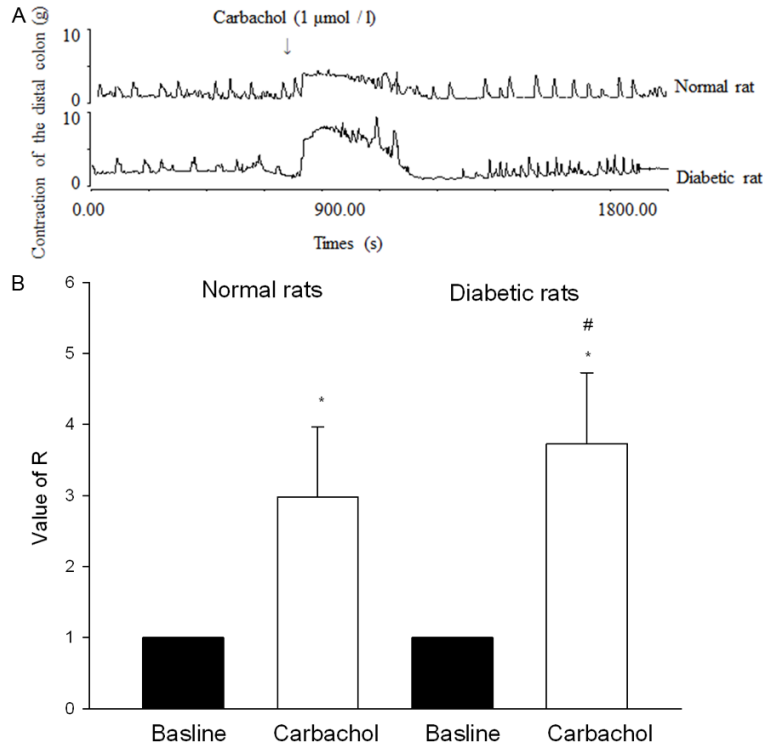 A
Carbachol (1 μmol / l)
↓
Contraction of the distal colon (g)
10
0
Normal rat
10
0
Diabetic rat
0.00 900.00 1800.00
Times (s)
B
Normal rats Diabetic rats
Value of R
6
5
4
3
2
1
0
*
#
*
Basline Carbachol Basline Carbachol